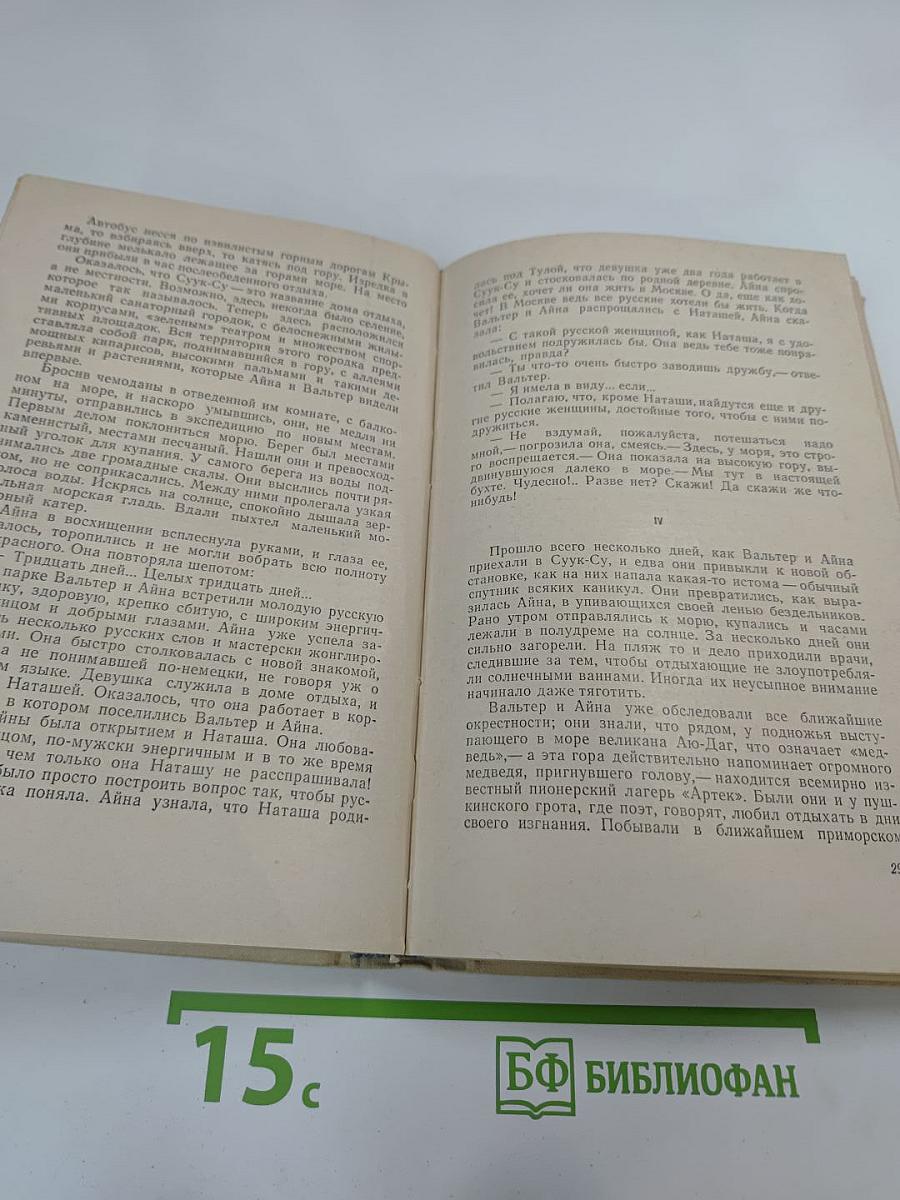 Автобус несся по извилистым горным дорогам Кры-
ма, то взбираясь вверх, то катясь под гору. Изредка в
глубине мелькало лежащее за горами море. На место
они прибыли в час послеобеденного отдыха.
Оказалось, что Суук-Су — это название дома отдыха,
а не местности. Возможно, здесь некогда было селение,
которое так называлось. Теперь здесь расположился
маленький санаторный городок, с белоснежными жилы-
ми корпусами, «зеленым» театром и множеством спор-
тивных площадок. Вся территория этого городка пред-
ставляла собой парк, поднимавшийся в гору, с аллеями
мощных кипарисов, высокими пальмами и такими де-
ревьями и растениями, которые Айна и Вальтер видели
впервые.
Бросив чемоданы в отведенной им комнате, с балко-
ном на море, и наскоро умывшись, они, не медля ни
минуты, отправились в экспедицию по новым местам.
Первым делом поклониться морю. Берег был местами
каменистый, местами песчаный. Нашли они и превосход-
ный уголок для купания. У самого берега из воды под-
нимались две громадные скалы. Они высились почти ря-
ом, но не соприкасались. Между ними пролегала узкая
олоса воды. Искрясь на солнце, спокойно дышала зер-
льная морская гладь. Вдали пыхтел маленький мо-
рный катер.
Айна в восхищении всплеснула руками, и глаза ее,
алось, торопились и не могли вобрать всю полноту
красного. Она повторяла шепотом:
— Тридцать дней... Целых тридцать дней...
парке Вальтер и Айна встретили молодую русскую
ку, здоровую, крепко сбитую, с широким энергич-
ицом и добрыми глазами. Айна уже успела за-
ь несколько русских слов и мастерски жонглиро-
ми. Она быстро столковалась с новой знакомой,
а не понимавшей по-немецки, не говоря уж о
м языке. Девушка служила в доме отдыха, и
Наташей. Оказалось, что она работает в кор-
в котором поселились Вальтер и Айна.
йны была открытием и Наташа. Она любова-
цом, по-мужски энергичным и в то же время
чем только она Наташу не расспрашивала!
было просто построить вопрос так, чтобы рус-
ка поняла. Айна узнала, что Наташа роди-
лась под Тулой, что девушка уже два года работает в
Суук-Су и стосковалась по родной деревне. Айна спро-
сила ее, хочет ли она жить в Москве. О да, еще как хо-
чет! В Москве ведь все русские хотели бы жить. Когда
Вальтер и Айна распрощались с Наташей, Айна ска-
зала:
— С такой русской женщиной, как Наташа, я с удо-
вольствием подружилась бы. Она ведь тебе тоже понра-
вилась, правда?
— Ты что-то очень быстро заводишь дружбу,— отве-
тил Вальтер.
— Я имела в виду... если...
— Полагаю, что, кроме Наташи, найдутся еще и дру-
гие русские женщины, достойные того, чтобы с ними по-
дружиться.
— Не вздумай, пожалуйста, потешаться надо
мной,— погрозила она, смеясь.— Здесь, у моря, это стро-
го воспрещается.— Она показала на высокую гору, вы-
двинувшуюся далеко в море.— Мы тут в настоящей
бухте. Чудесно!.. Разве нет? Скажи! Да скажи же что-
нибудь!
IV
Прошло всего несколько дней, как Вальтер и Айна
приехали в Суук-Су, и едва они привыкли к новой об-
становке, как на них напала какая-то истома — обычный
спутник всяких каникул. Они превратились, как выра-
зилась Айна, в упивающихся своей ленью бездельников.
Рано утром отправлялись к морю, купались и часами
лежали в полудреме на солнце. За несколько дней они
сильно загорели. На пляж то и дело приходили врачи,
следившие за тем, чтобы отдыхающие не злоупотребля-
ли солнечными ваннами. Иногда их неусыпное внимание
начинало даже тяготить.
Вальтер и Айна уже обследовали все ближайшие
окрестности; они знали, что рядом, у подножья высту-
пающего в море великана Аю-Даг, что означает «мед-
ведь»,— а эта гора действительно напоминает огромного
медведя, пригнувшего голову,— находится всемирно из-
вестный пионерский лагерь «Артек». Были они и у пуш-
кинского грота, где поэт, говорят, любил отдыхать в дни
своего изгнания. Побывали в ближайшем приморском
29
15 с
БФ БИБЛИОФАН